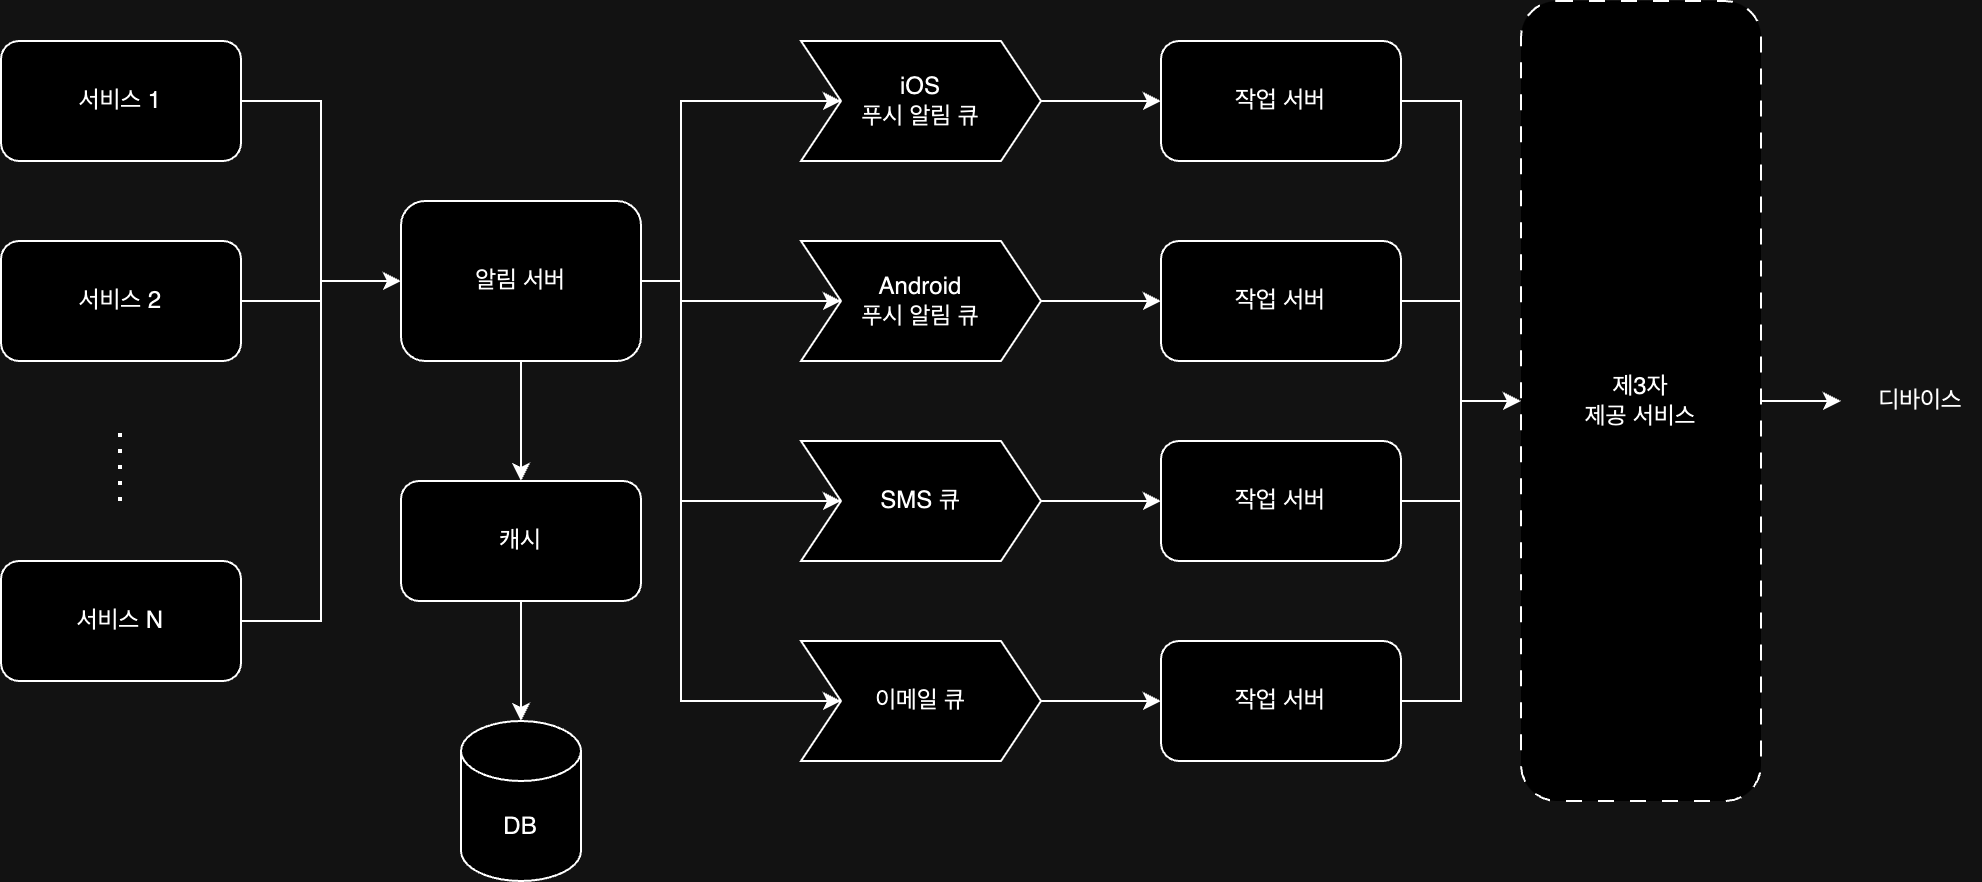 서비스 1
서비스 2
서비스 N
알림 서버
캐시
DB
iOS
푸시 알림 큐
Android
푸시 알림 큐
SMS 큐
이메일 큐
작업 서버
작업 서버
작업 서버
작업 서버
제3자
제공 서비스
디바이스